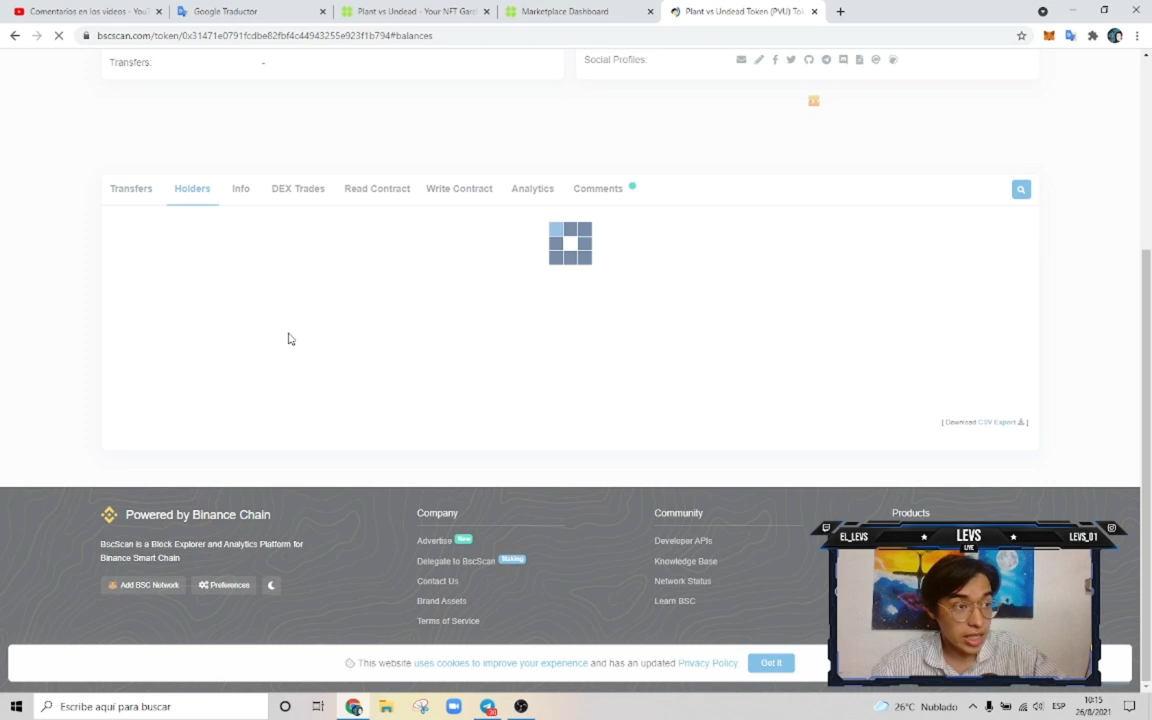 Comentarios en los videos - You
Google Traductor
Plant vs Undead - Your NFT Gard
Marketplace Dashboard
Plant vs Undead Token (PVU) Tok
bscscan.com/token/0x31471e0791fcdbe82fbf4c44943255e923f1b794#balances
Transfers: -
Social Profiles:
Transfers Holders Info DEX Trades Read Contract Write Contract Analytics Comments
[ Download CSV Export ]
Powered by Binance Chain
BscScan is a Block Explorer and Analytics Platform for
Binance Smart Chain
Add BSC Network
Preferences
Company
Advertise New
Delegate to BscScan Staking
Contact Us
Brand Assets
Terms of Service
Community
Developer APIs
Knowledge Base
Network Status
Learn BSC
Products
EL_LEVS
LEVS
LIVE
LEVS_01
This website uses cookies to improve your experience and has an updated Privacy Policy.
Got It
Escribe aquí para buscar
26°C Nublado
ESP
10:15
26/8/2021